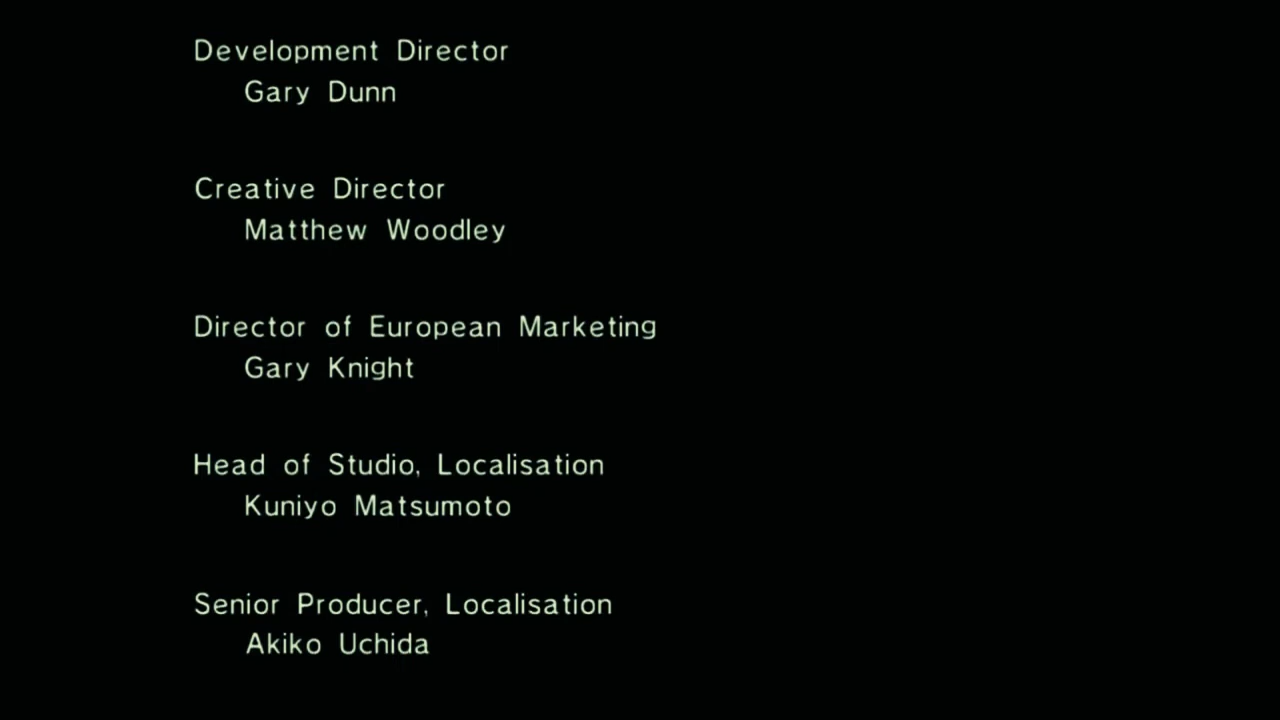 Development Director
Gary Dunn
Creative Director
Matthew Woodley
Director of European Marketing
Gary Knight
Head of Studio, Localisation
Kuniyo Matsumoto
Senior Producer, Localisation
Akiko Uchida